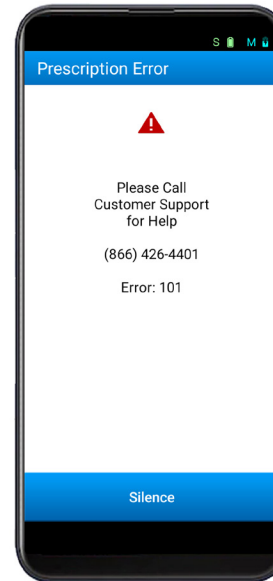 S M
Prescription Error
Please Call
Customer Support
for Help
(866) 426-4401
Error: 101
Silence